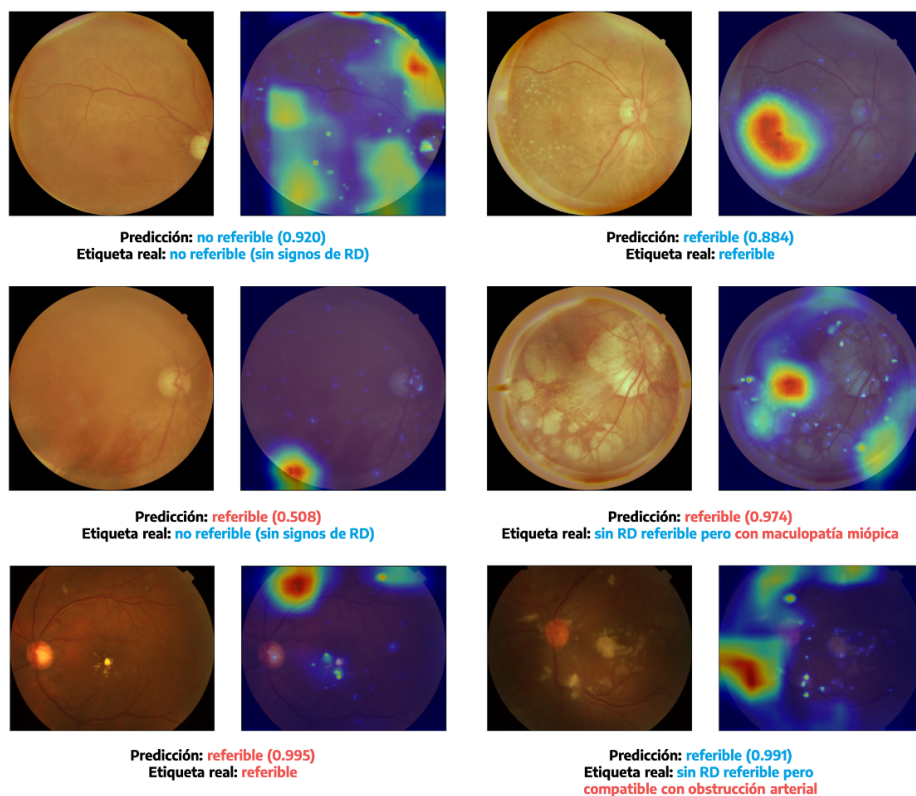 Predicción: no referible (0.920)
Etiqueta real: no referible (sin signos de RD)
Predicción: referible (0.884)
Etiqueta real: referible
Predicción: referible (0.508)
Etiqueta real: no referible (sin signos de RD)
Predicción: referible (0.974)
Etiqueta real: sin RD referible pero con maculopatía miópica
Predicción: referible (0.995)
Etiqueta real: referible
Predicción: referible (0.991)
Etiqueta real: sin RD referible pero
compatible con obstrucción arterial